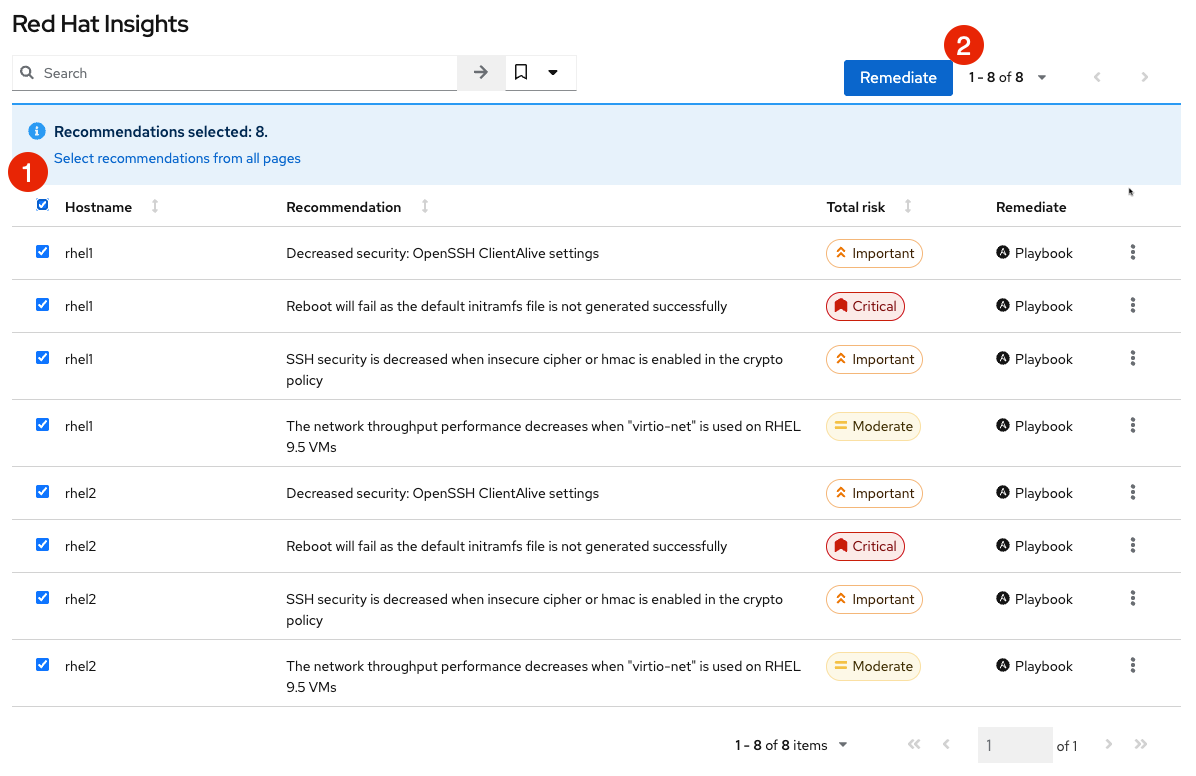 Red Hat Insights
Search
Remediate
2
1 - 8 of 8
Recommendations selected: 8.
Select recommendations from all pages
1
Hostname Recommendation Total risk Remediate
rhel1 Decreased security: OpenSSH ClientAlive settings Important Playbook
rhel1 Reboot will fail as the default initramfs file is not generated successfully Critical Playbook
rhel1 SSH security is decreased when insecure cipher or hmac is enabled in the crypto Important Playbook
policy
rhel1 The network throughput performance decreases when "virtio-net" is used on RHEL Moderate Playbook
9.5 VMs
rhel2 Decreased security: OpenSSH ClientAlive settings Important Playbook
rhel2 Reboot will fail as the default initramfs file is not generated successfully Critical Playbook
rhel2 SSH security is decreased when insecure cipher or hmac is enabled in the crypto Important Playbook
policy
rhel2 The network throughput performance decreases when "virtio-net" is used on RHEL Moderate Playbook
9.5 VMs
1 - 8 of 8 items 1 of 1